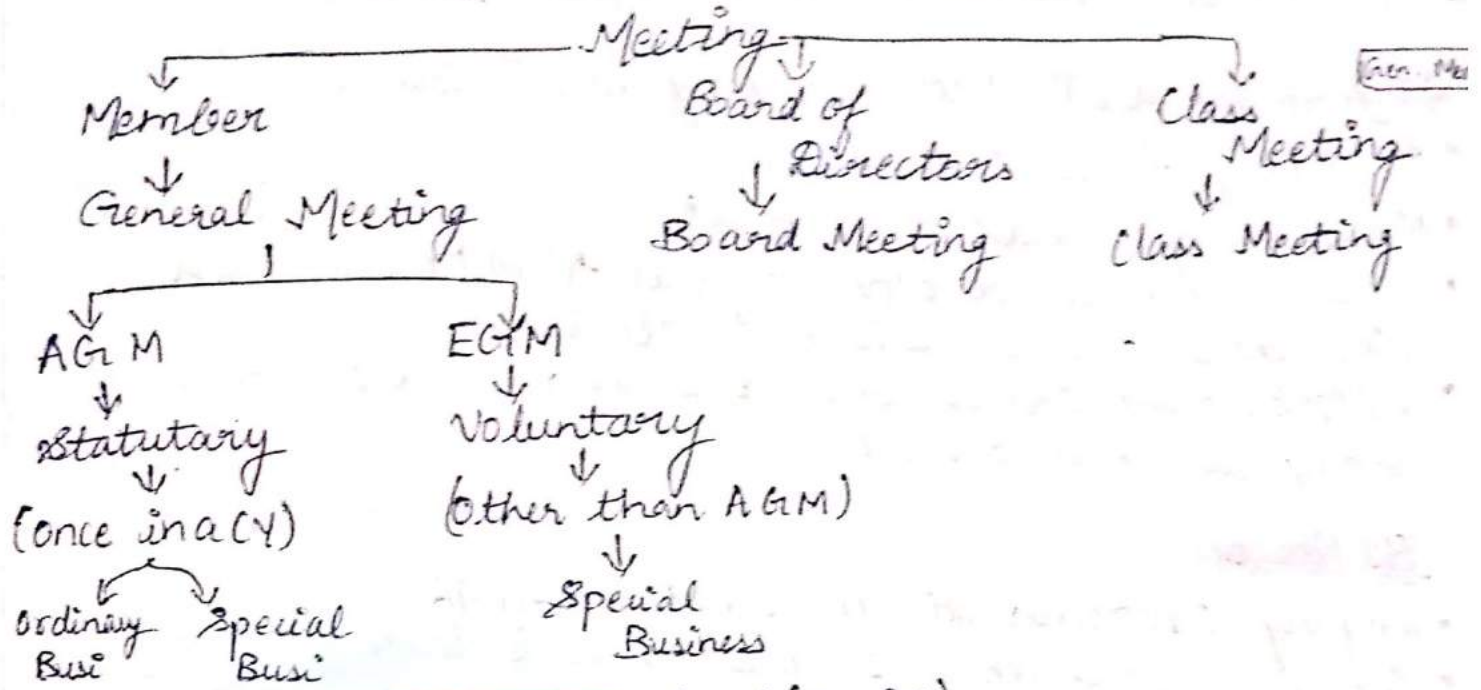 Meeting
Member
Board of
Directors
Class
Meeting
General Meeting
Board Meeting
Class Meeting
AGM
EGM
Statutary
Voluntary
(once in a CY)
(other than AGM)
Ordinary
Busi
Special
Busi
Special
Business